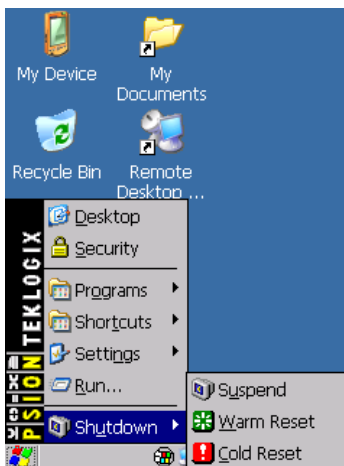 My Device
My
Documents
Recycle Bin
Remote
Desktop ...
Desktop
Security
Programs
Shortcuts
Settings
Run...
Shutdown
PSION TEKLOGIX
Suspend
Warm Reset
Cold Reset